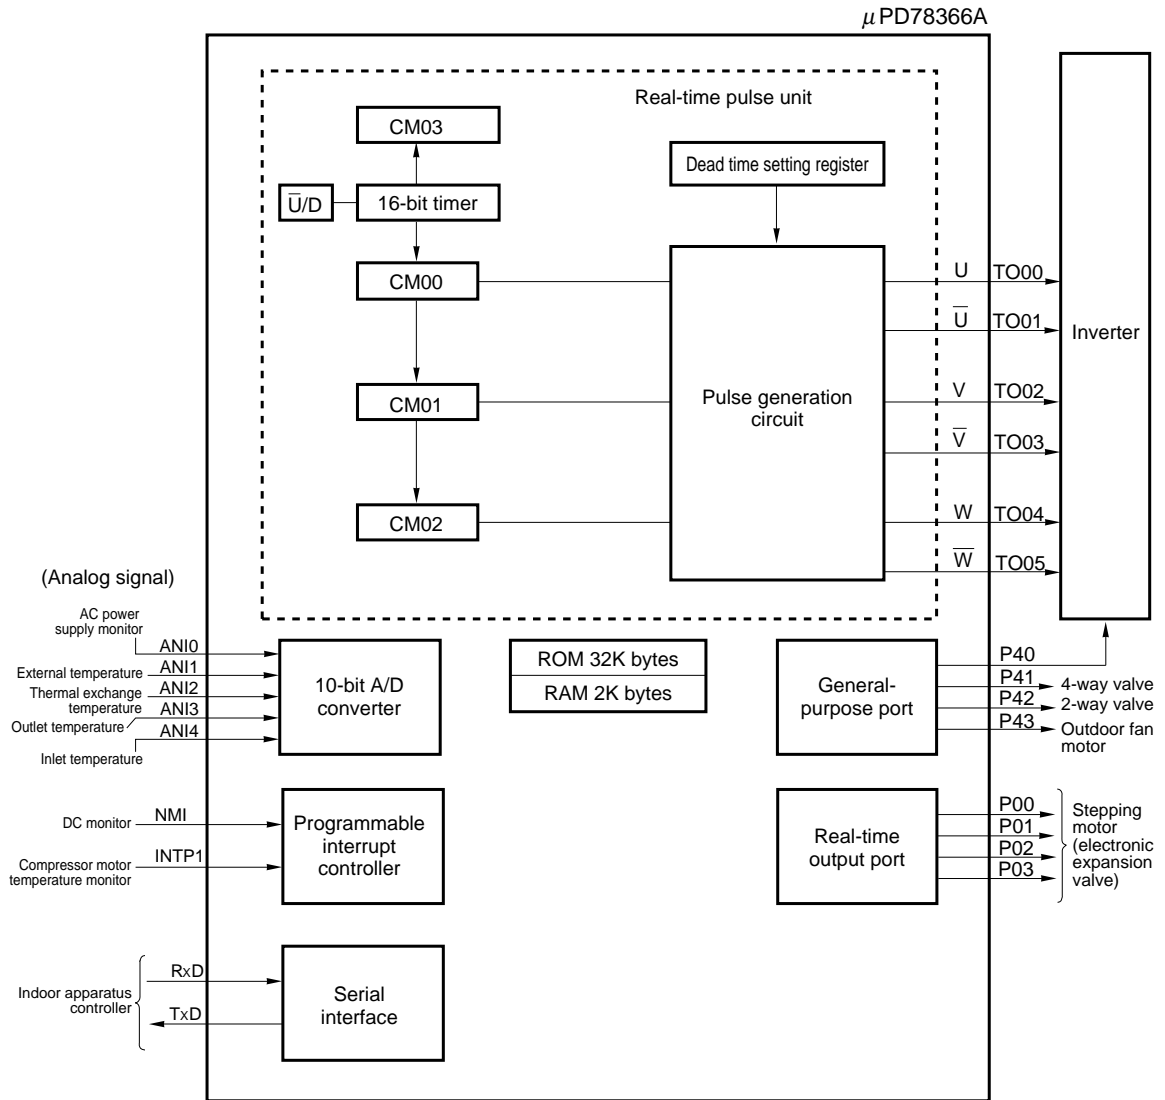 μPD78366A
Real-time pulse unit
CM03
Dead time setting register
U̅/D
16-bit timer
CM00
CM01
CM02
Pulse generation
circuit
U TO00
U̅ TO01
V TO02
V̅ TO03
W TO04
W̅ TO05
Inverter
(Analog signal)
AC power
supply monitor
ANI0
External temperature ANI1
Thermal exchange
temperature
ANI2
Outlet temperature ANI3
Inlet temperature
ANI4
10-bit A/D
converter
ROM 32K bytes
RAM 2K bytes
General-
purpose port
P40
P41 4-way valve
P42 2-way valve
P43 Outdoor fan
motor
DC monitor NMI
Compressor motor
temperature monitor
INTP1
Programmable
interrupt
controller
Real-time
output port
P00
P01
P02
P03
Stepping
motor
(electronic
expansion
valve)
Indoor apparatus
controller
RxD
TxD
Serial
interface